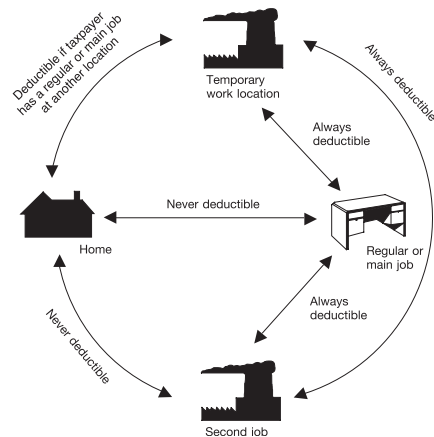 Deductible if taxpayer
has a regular or main job
at another location
Temporary
work location
Always deductible
Always
deductible
Never deductible
Home
Regular or
main job
Always
deductible
Never deductible
Second job